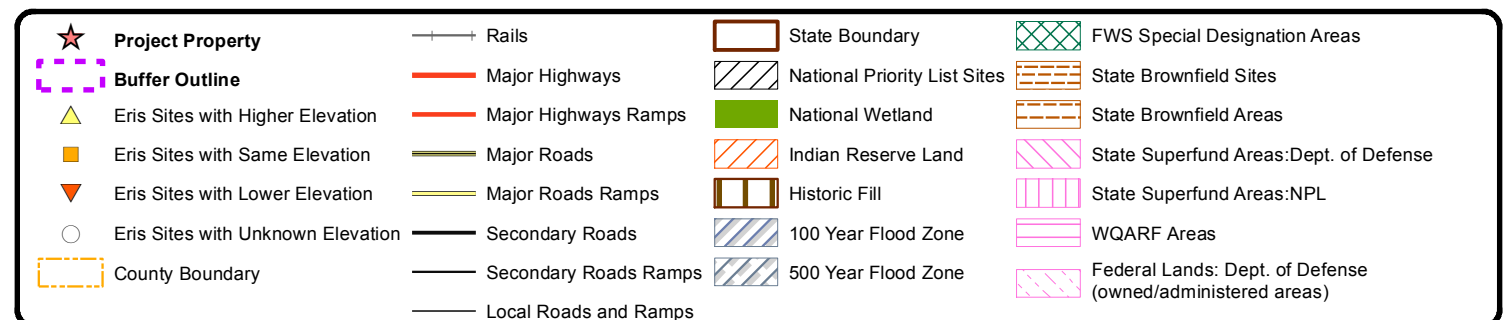 Project Property
Buffer Outline
Eris Sites with Higher Elevation
Eris Sites with Same Elevation
Eris Sites with Lower Elevation
Eris Sites with Unknown Elevation
County Boundary
Rails
Major Highways
Major Highways Ramps
Major Roads
Major Roads Ramps
Secondary Roads
Secondary Roads Ramps
Local Roads and Ramps
State Boundary
National Priority List Sites
National Wetland
Indian Reserve Land
Historic Fill
100 Year Flood Zone
500 Year Flood Zone
FWS Special Designation Areas
State Brownfield Sites
State Brownfield Areas
State Superfund Areas:Dept. of Defense
State Superfund Areas:NPL
WQARF Areas
Federal Lands: Dept. of Defense
(owned/administered areas)